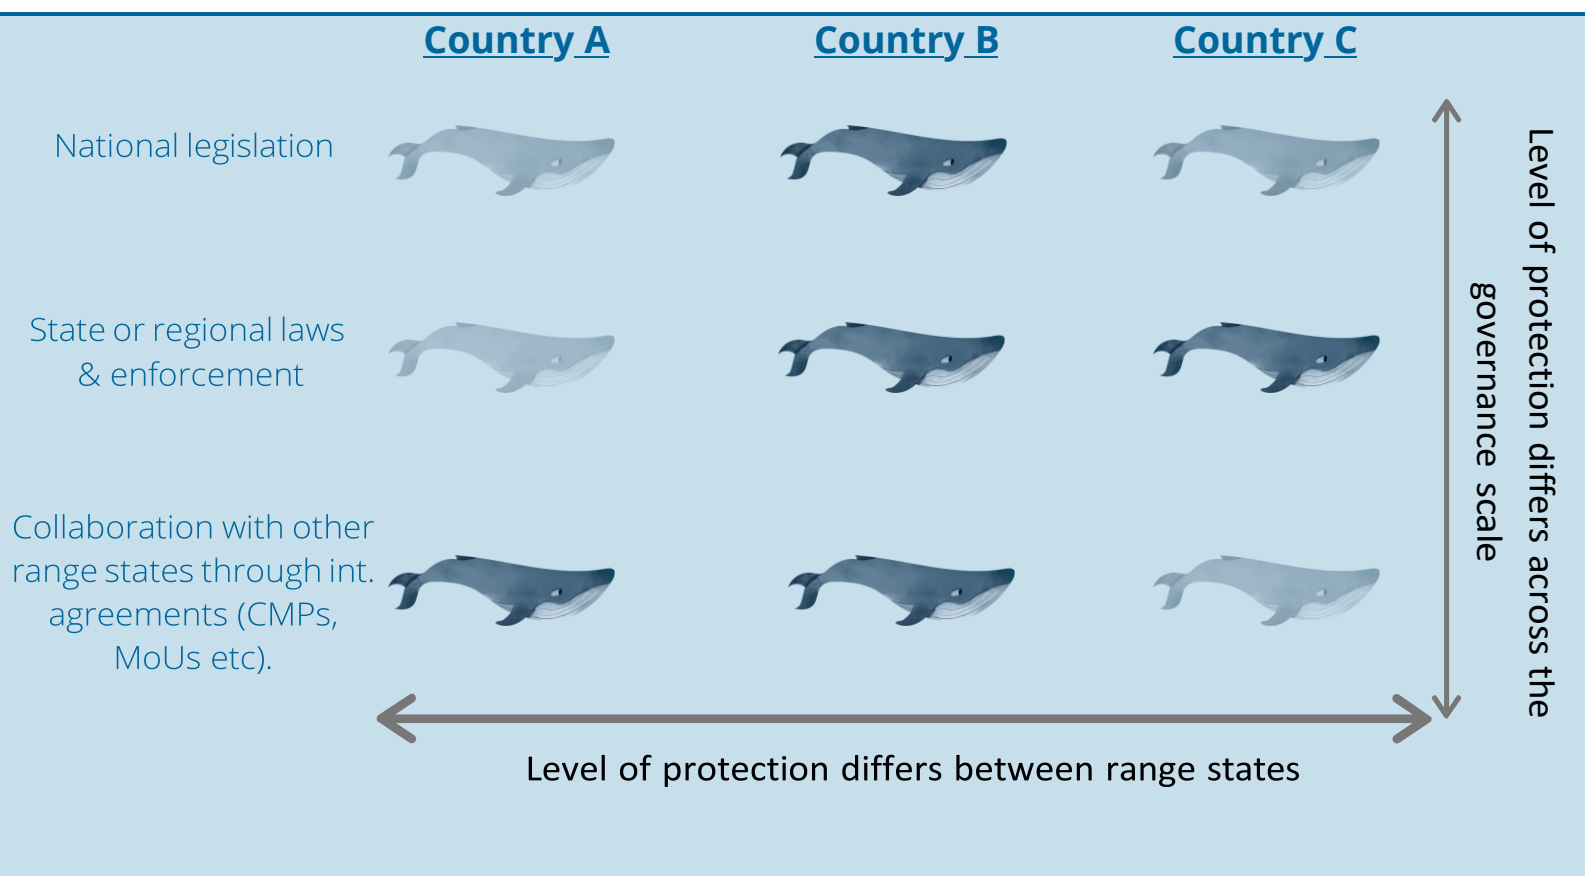 Country A
Country B
Country C
National legislation
State or regional laws
& enforcement
Collaboration with other
range states through int.
agreements (CMPs,
MoUs etc).
Level of protection differs across the
governance scale
Level of protection differs between range states